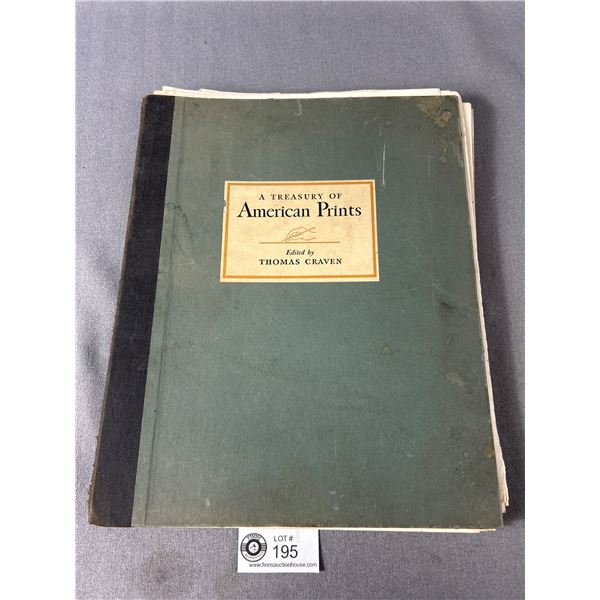 A TREASURY OF
American Prints
Edited by
THOMAS CRAVEN
LOT #
195
www.finnsauctionhouse.com